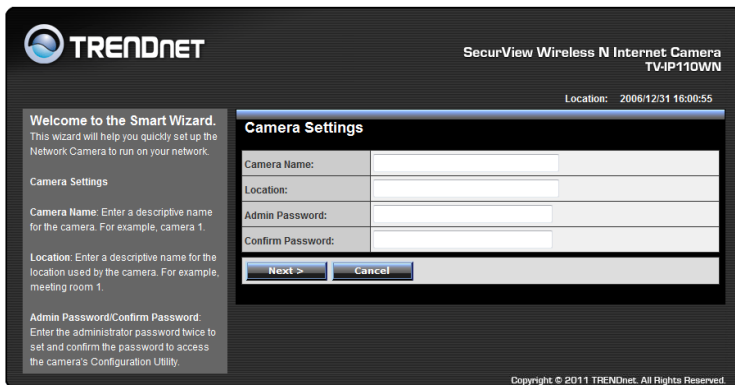 TRENDNET
SecurView Wireless N Internet Camera
TV-IP110WN
Location: 2006/12/31 16:00:55
Welcome to the Smart Wizard.
This wizard will help you quickly set up the
Network Camera to run on your network.
Camera Settings
Camera Name: Enter a descriptive name
for the camera. For example, camera 1.
Location: Enter a descriptive name for the
location used by the camera. For example,
meeting room 1.
Admin Password/Confirm Password:
Enter the administrator password twice to
set and confirm the password to access
the camera's Configuration Utility.
Camera Settings
Camera Name:
Location:
Admin Password:
Confirm Password:
Next > Cancel
Copyright © 2011 TRENDnet. All Rights Reserved.